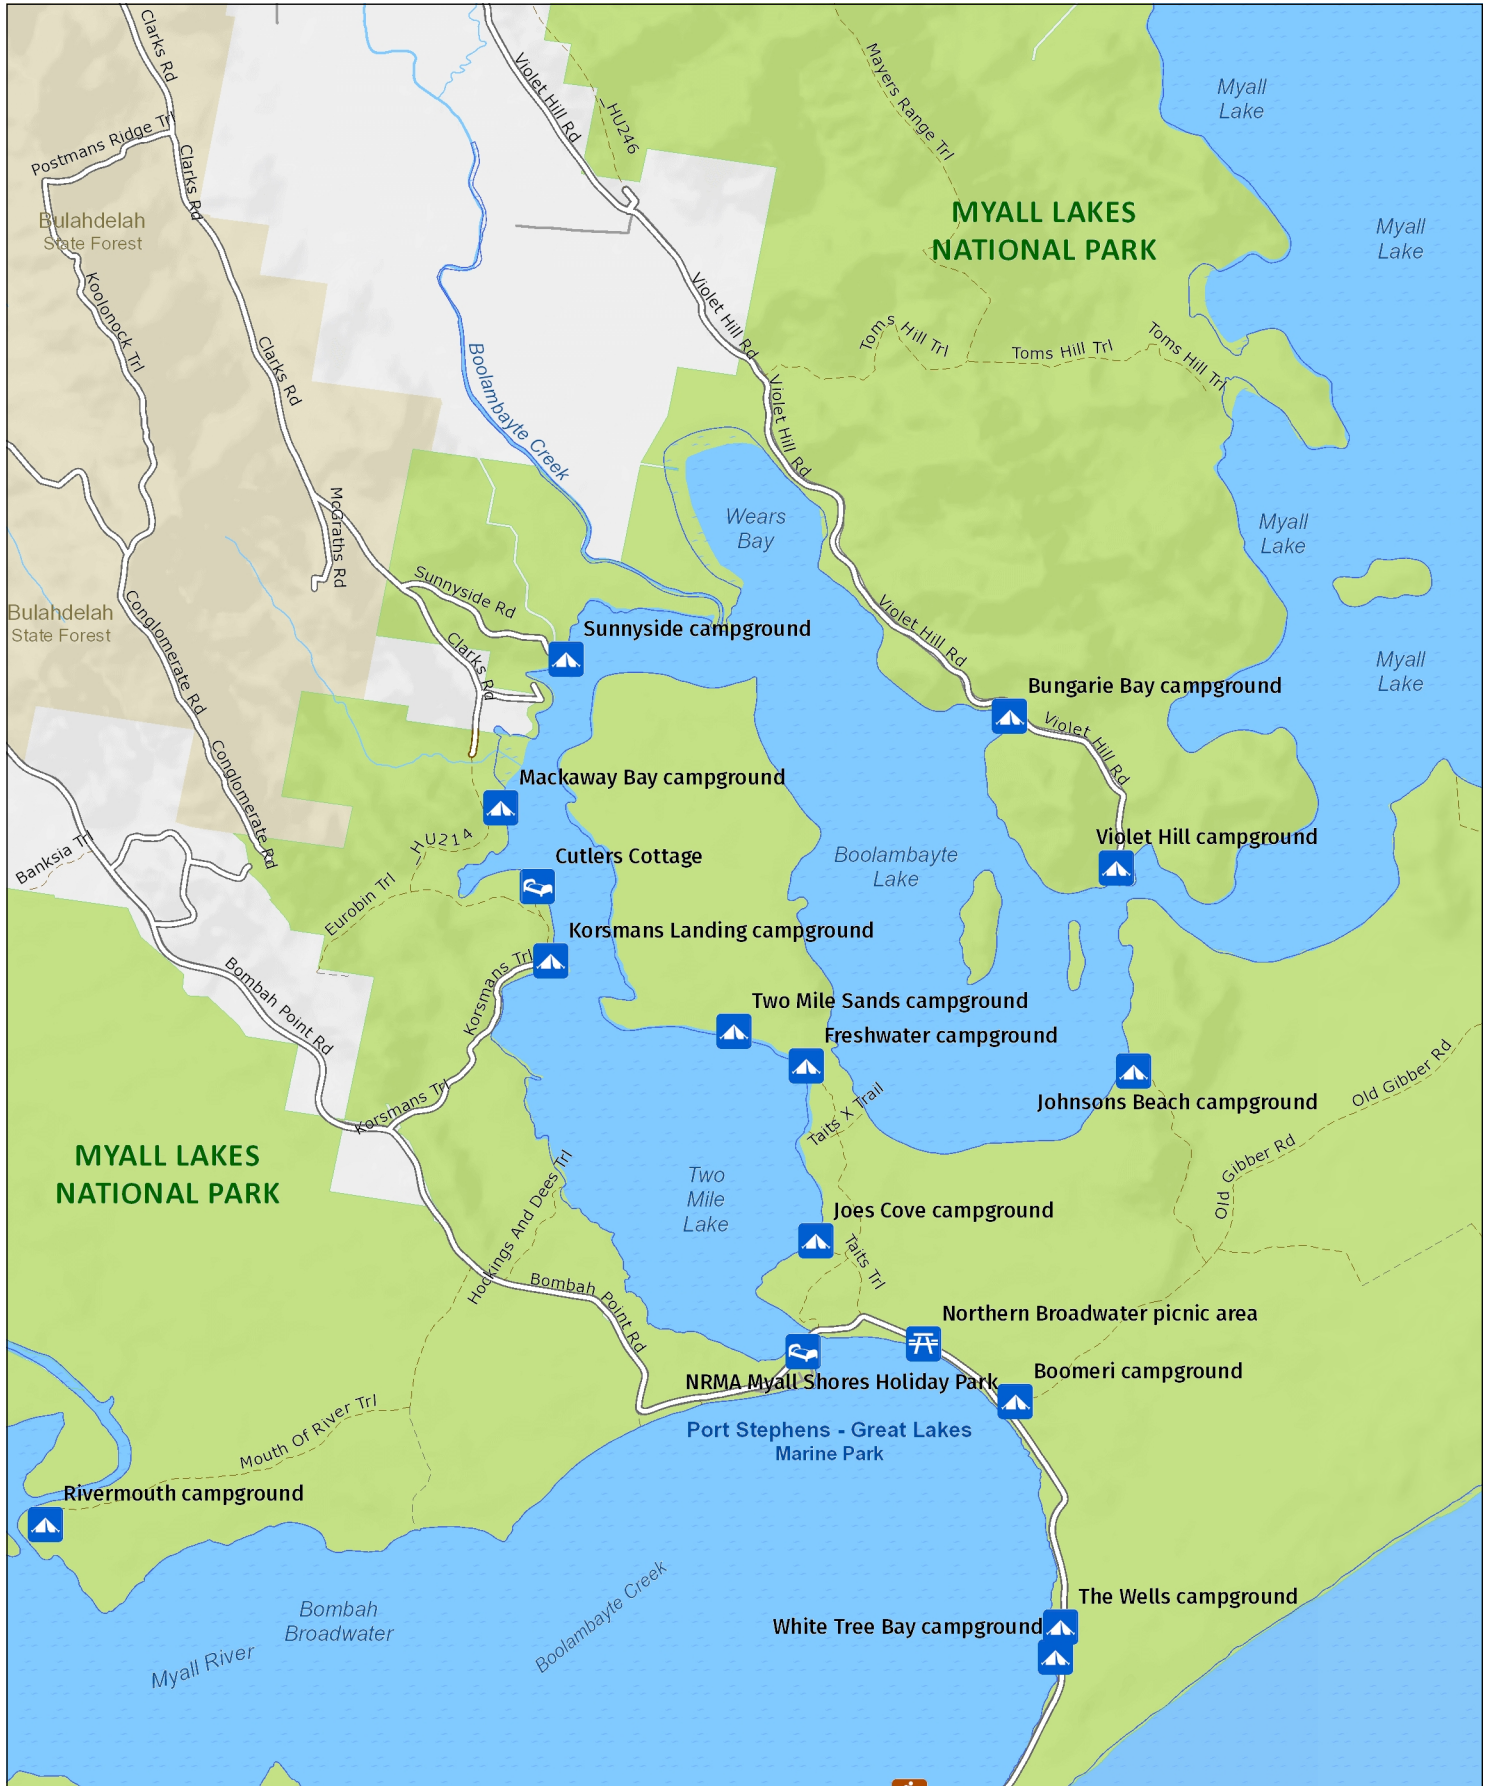 Clarks Rd
Violet Hill Rd
Mayers Range Trl
Myall
Lake
HU246
Postmans Ridge Trl
Clarks Rd
MYALL LAKES
NATIONAL PARK
Bulahdelah
State Forest
Myall
Lake
Koolonock Trl
Violet Hill Rd
Toms Hill Trl
Toms Hill Trl
Toms Hill Trl
Clarks Rd
Boolambayte Creek
Violet Hill Rd
McGraths Rd
Wears
Bay
Myall
Lake
Sunnyside Rd
Bulahdelah
State Forest
Conglomerate Rd
Sunnyside campground
Violet Hill Rd
Clarks Rd
Myall
Lake
Bungarie Bay campground
Violet Hill Rd
Conglomerate Rd
Mackaway Bay campground
HU214
Violet Hill campground
Banksia Trl
Cutlers Cottage
Boolambayte
Lake
Eurobin Trl
Korsmans Landing campground
Korsmans Trl
Bombah Point Rd
Two Mile Sands campground
Freshwater campground
Korsmans Trl
Taits X Trail
Johnsons Beach campground
Old Gibber Rd
MYALL LAKES
NATIONAL PARK
Old Gibber Rd
Two
Mile
Lake
Hockings And Dees Trl
Joes Cove campground
Taits Trl
Bombah Point Rd
Northern Broadwater picnic area
NRMA Myall Shores Holiday Park
Boomeri campground
Mouth Of River Trl
Port Stephens - Great Lakes
Marine Park
Rivermouth campground
Bombah
Broadwater
Boolambayte Creek
The Wells campground
White Tree Bay campground
Myall River